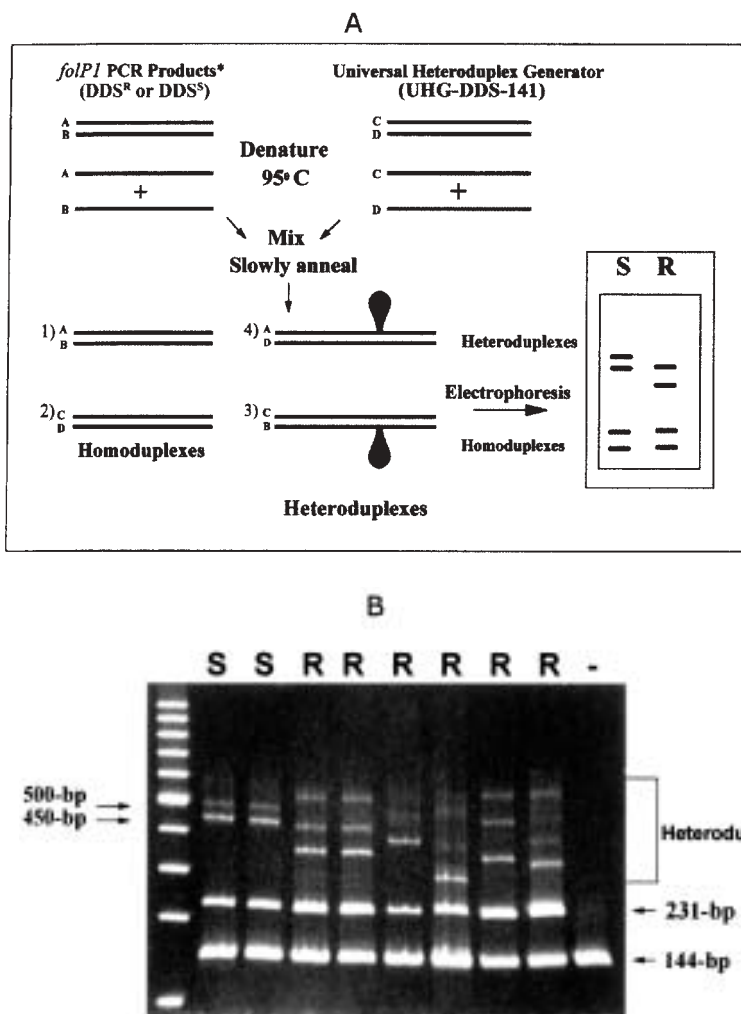 A
folP1 PCR Products*
(DDSR or DDSS)
Universal Heteroduplex Generator
(UHG-DDS-141)
A
B
C
D
Denature
95° C
A
+
B
C
+
D
Mix
Slowly anneal
S R
1) A
B
4) A
D
Heteroduplexes
Electrophoresis
2) C
D
3) C
B
Homoduplexes
Homoduplexes
Heteroduplexes
B
S S R R R R R R -
500-bp
450-bp
Heterodu
231-bp
144-bp